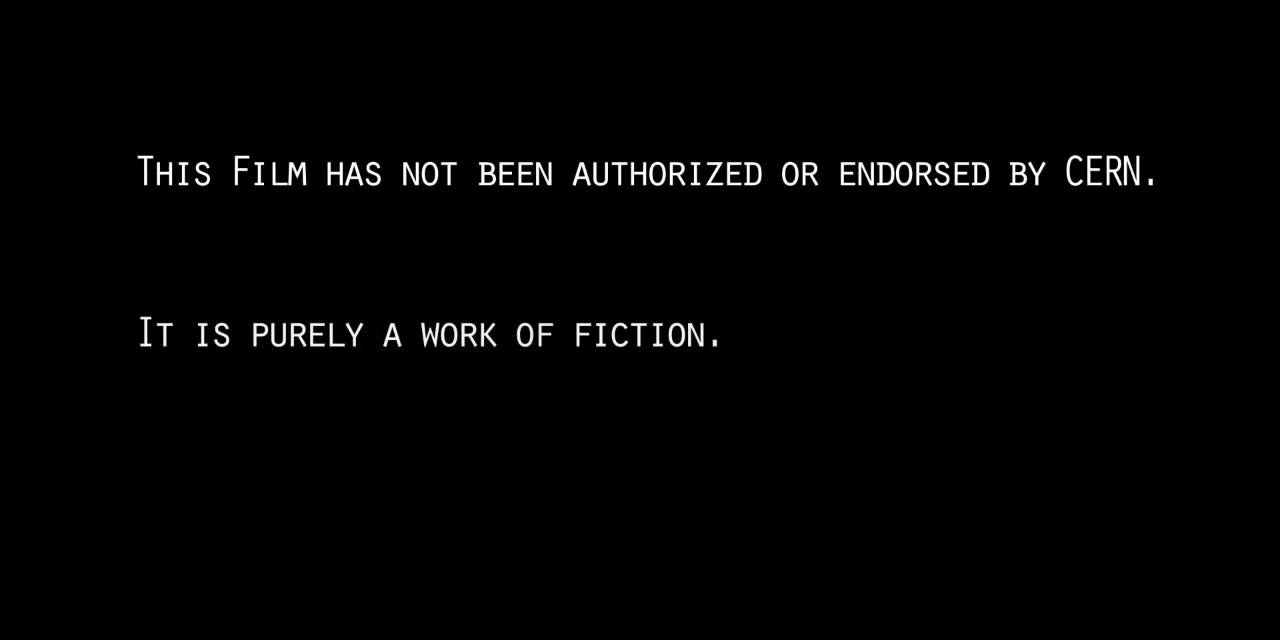 This Film has not been authorized or endorsed by CERN.
It is purely a work of fiction.